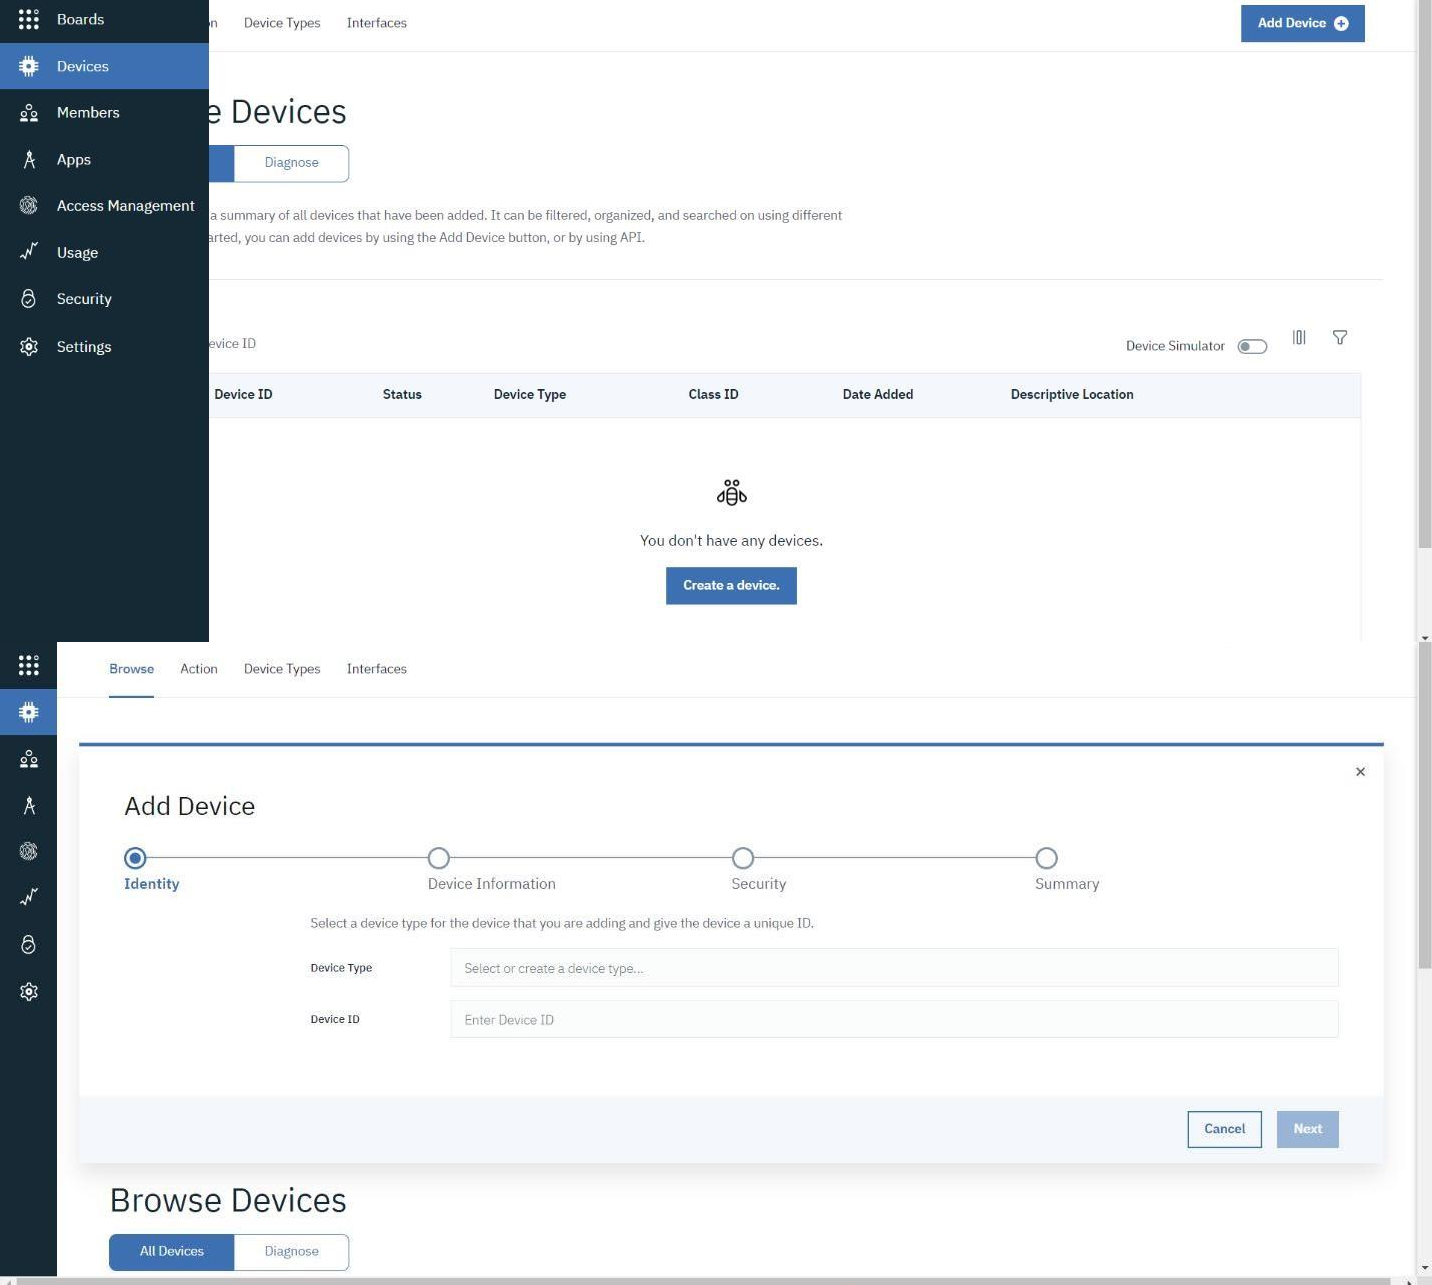 Boards
Device Types
Interfaces
Add Device
Devices
Members
Devices
Apps
Diagnose
Access Management
a summary of all devices that have been added. It can be filtered, organized, and searched on using different
Usage
you can add devices by using the Add Device button, or by using API.
Security
Settings
ID
Device Simulator
Device ID
Status
Device Type
Class ID
Date Added
Descriptive Location
You don't have any devices.
Create a device.
Browse
Action
Device Types
Interfaces
Add Device
Identity
Device Information
Security
Summary
Select a device type for the device that you are adding and give the device a unique ID.
Device Type
Select or create a device type...
Device ID
Enter Device ID
Cancel
Next
Browse Devices
All Devices
Diagnose